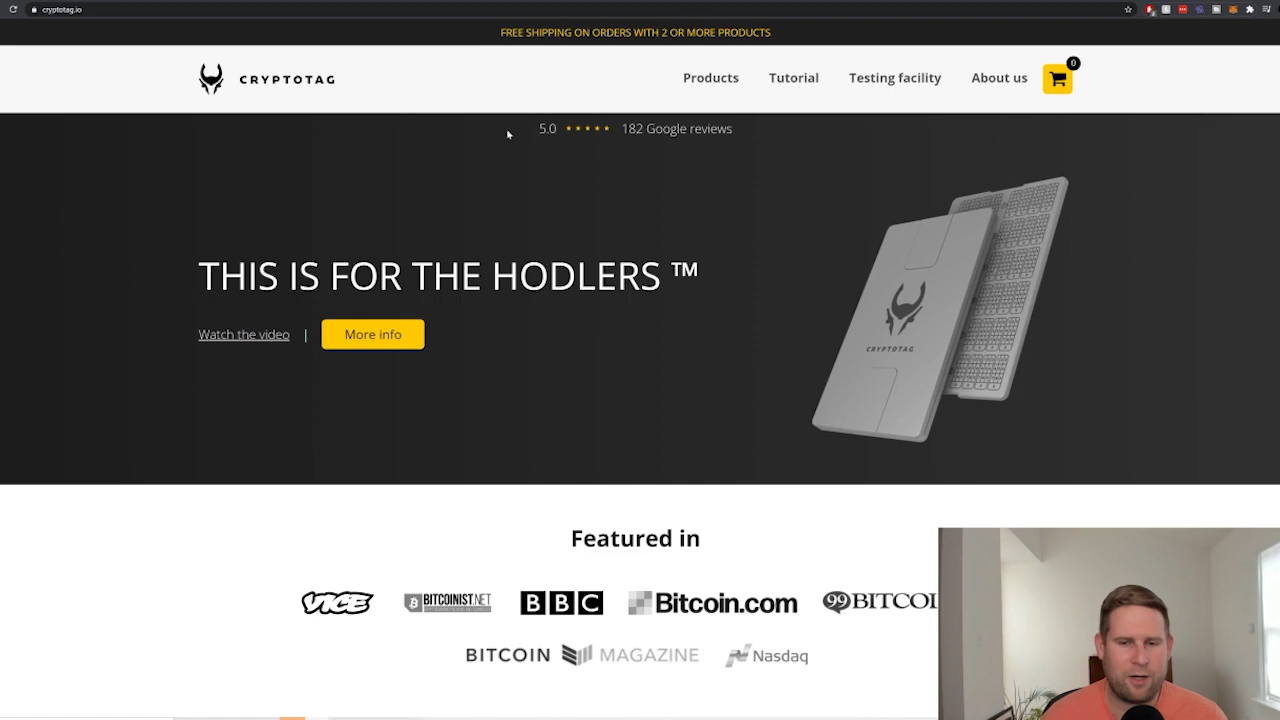 cryptotag.io
FREE SHIPPING ON ORDERS WITH 2 OR MORE PRODUCTS
CRYPTOTAG
Products Tutorial Testing facility About us 0
5.0 ★★★★★ 182 Google reviews
THIS IS FOR THE HODLERS ™
Watch the video | More info
CRYPTOTAG
Featured in
VICE BITCOINIST.NET BBC Bitcoin.com 99BITCOI
BITCOIN MAGAZINE Nasdaq